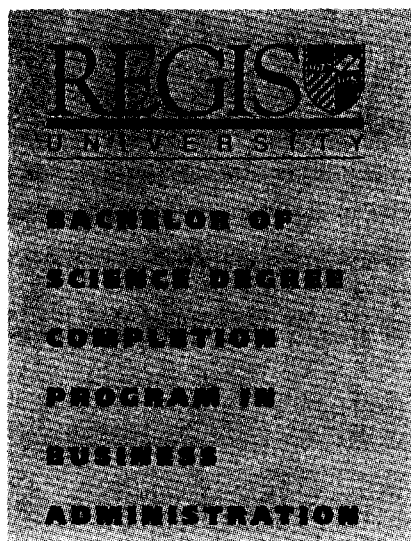 REGIS
UNIVERSITY
BACHELOR OF
SCIENCE DEGREE
COMPLETION
PROGRAM IN
BUSINESS
ADMINISTRATION